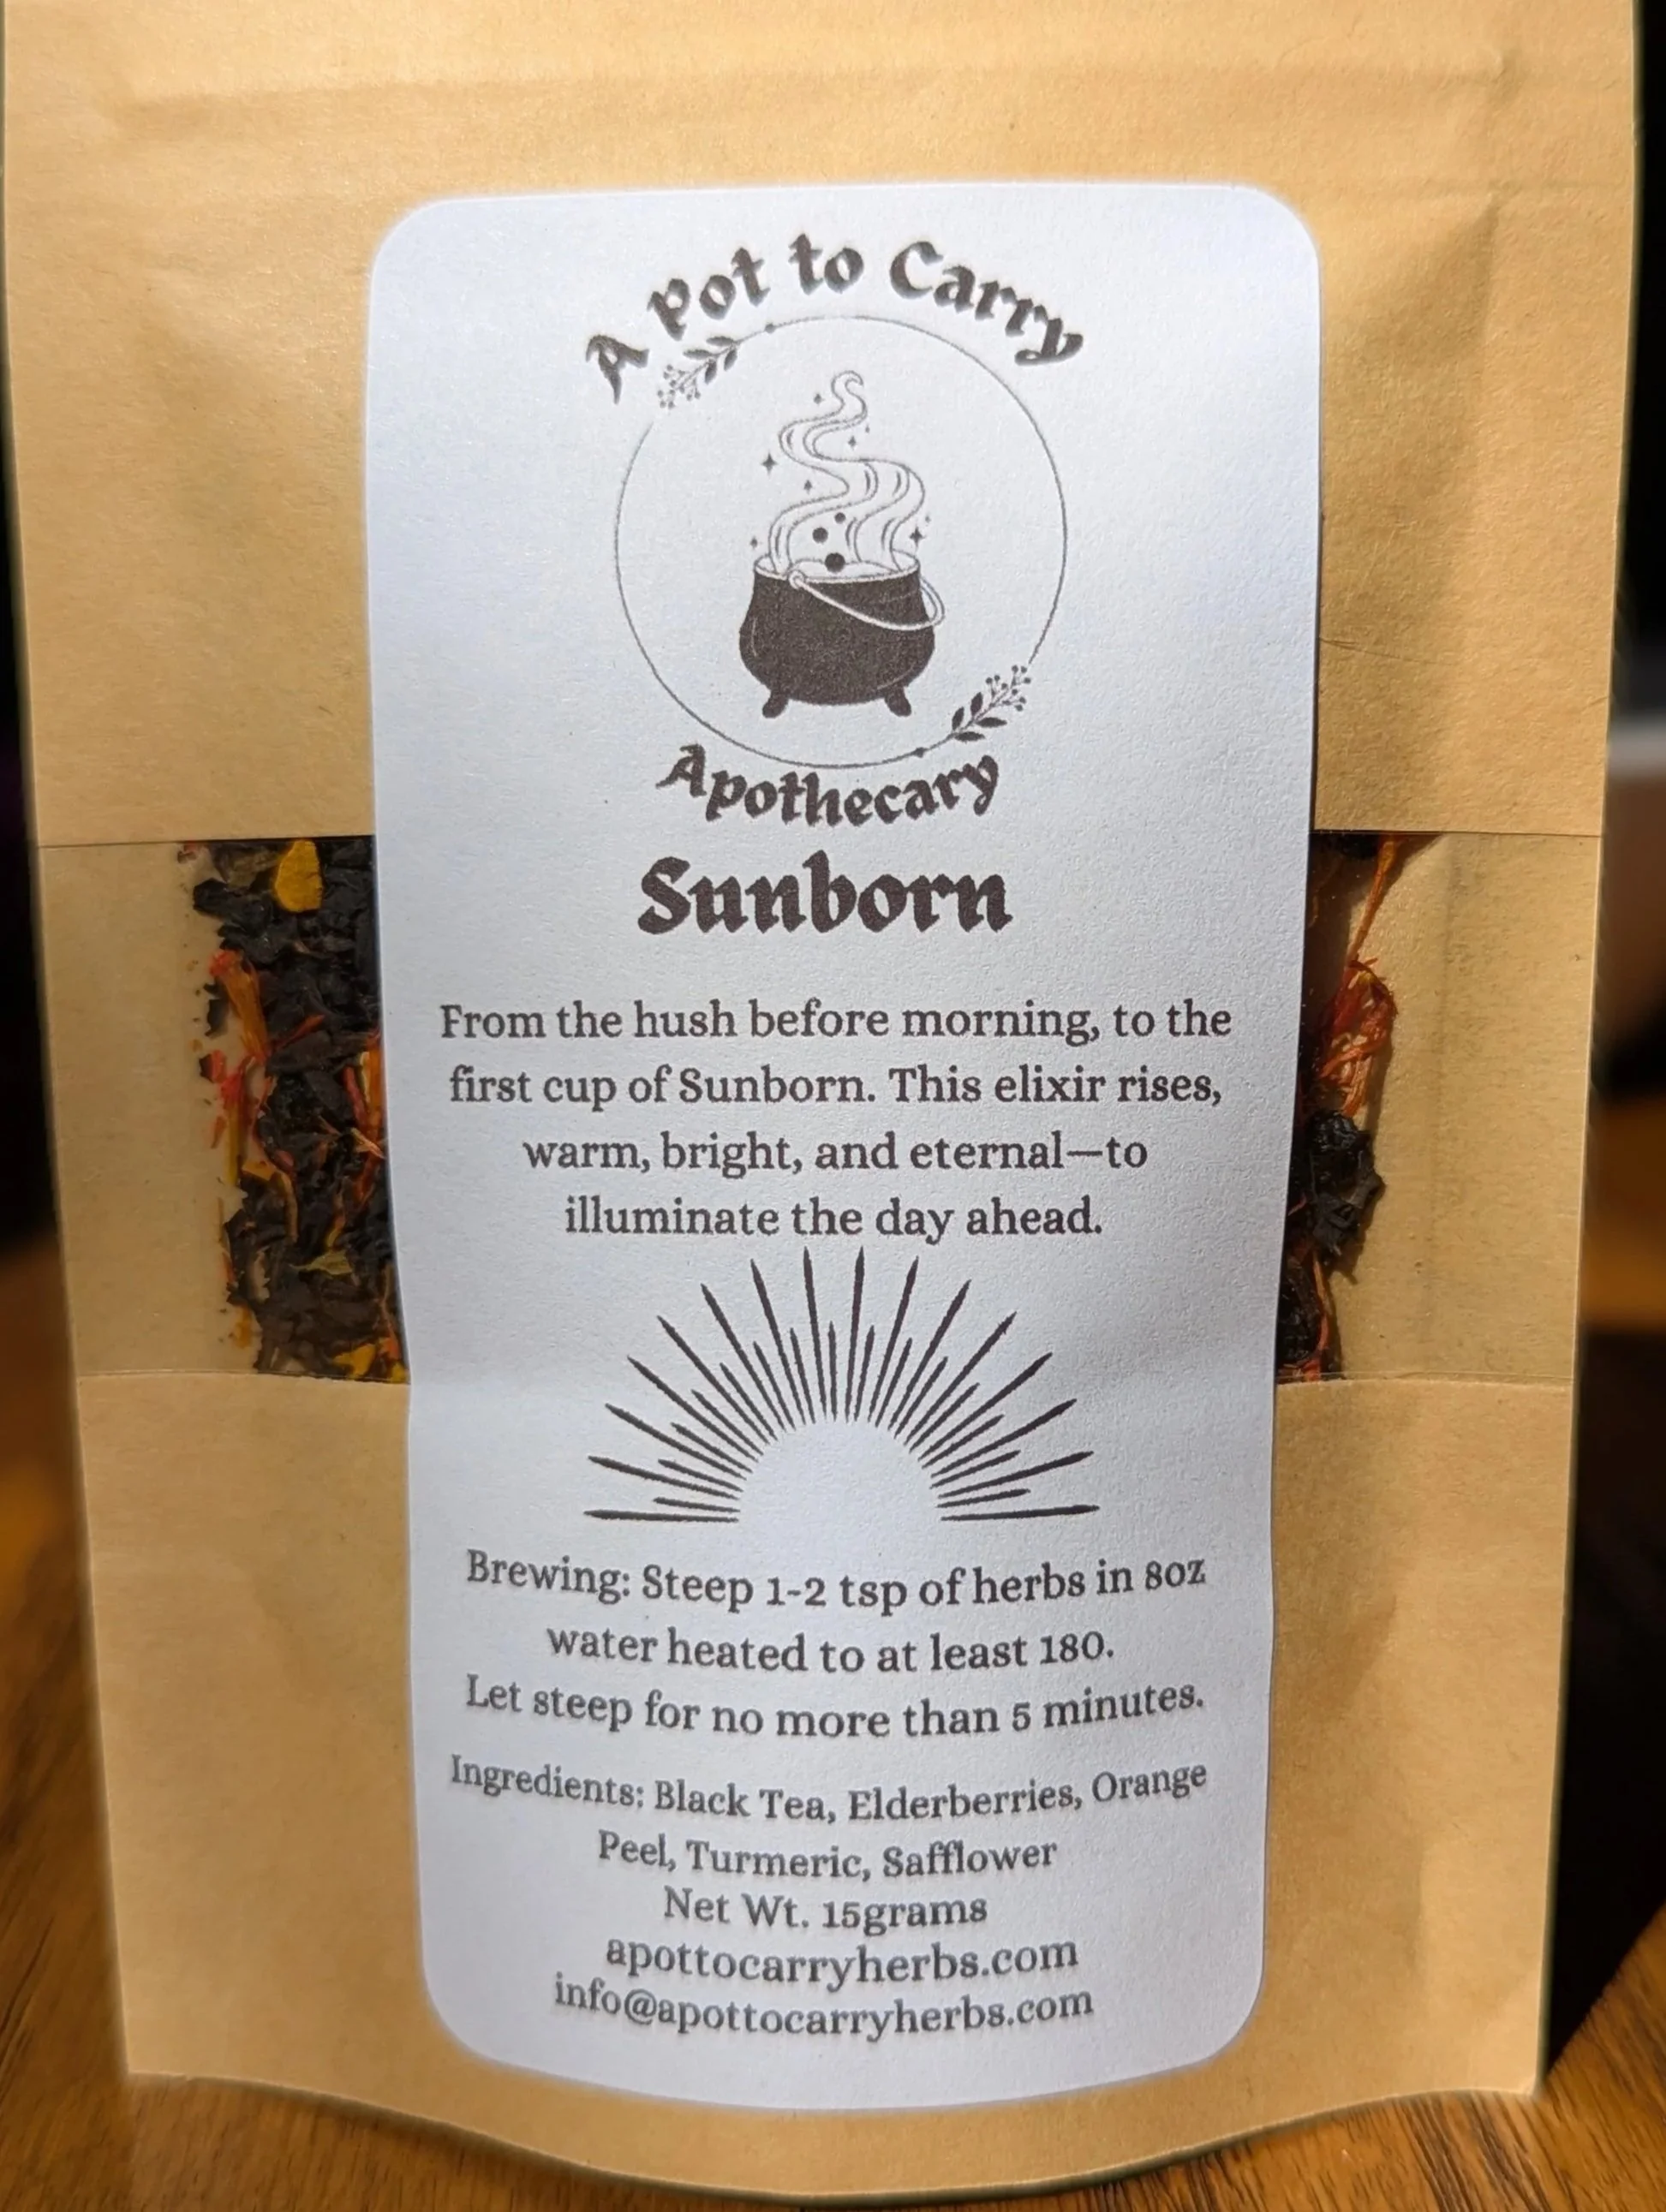 A Pot to Carry
Apothecary
Sunborn
From the hush before morning, to the
first cup of Sunborn. This elixir rises,
warm, bright, and eternal—to
illuminate the day ahead.
Brewing: Steep 1-2 tsp of herbs in 8oz
water heated to at least 180.
Let steep for no more than 5 minutes.
Ingredients: Black Tea, Elderberries, Orange
Peel, Turmeric, Safflower
Net Wt. 15grams
apottocarryherbs.com
info@apottocarryherbs.com